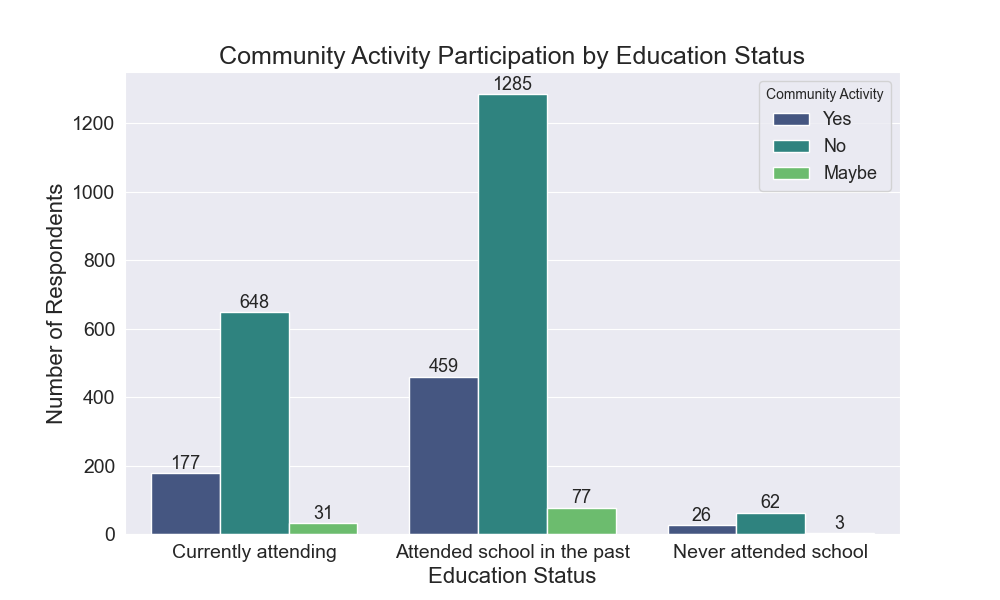 Community Activity Participation by Education Status
Number of Respondents
1200
1000
800
600
400
200
0
177
648
31
459
1285
77
26
62
3
Community Activity
Yes
No
Maybe
Currently attending
Attended school in the past
Never attended school
Education Status